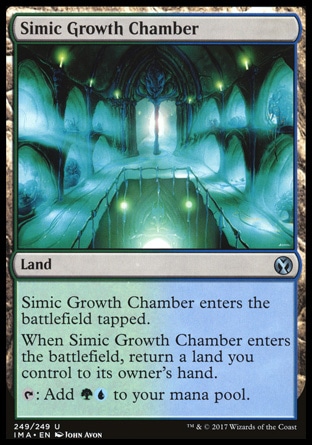 Simic Growth Chamber
Land
Simic Growth Chamber enters the
battlefield tapped.
When Simic Growth Chamber enters
the battlefield, return a land you
control to its owner's hand.
: Add to your mana pool.
249/249 U
IMA • EN JOHN AVON
™ & © 2017 Wizards of the Coast